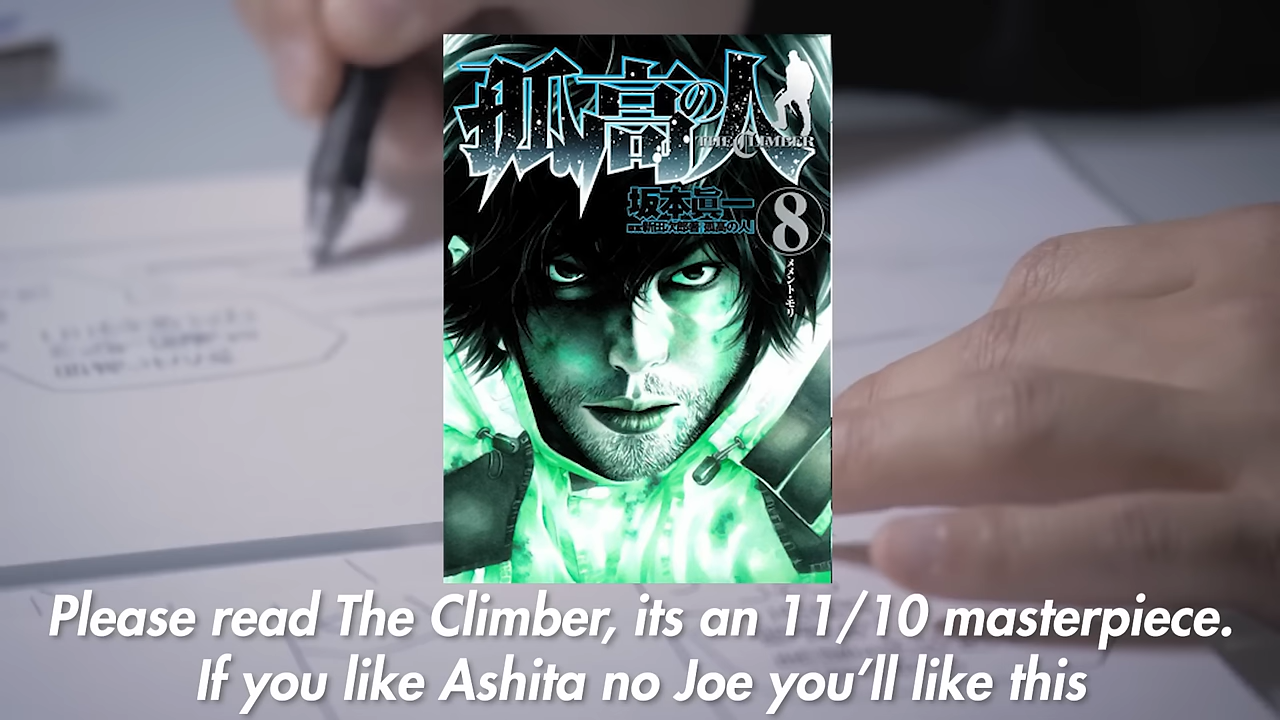 孤高の人
THE CLIMBER
坂本眞一
新田次郎著「孤高の人」
8
メメント・モリ
Please read The Climber, its an 11/10 masterpiece.
If you like Ashita no Joe you’ll like this